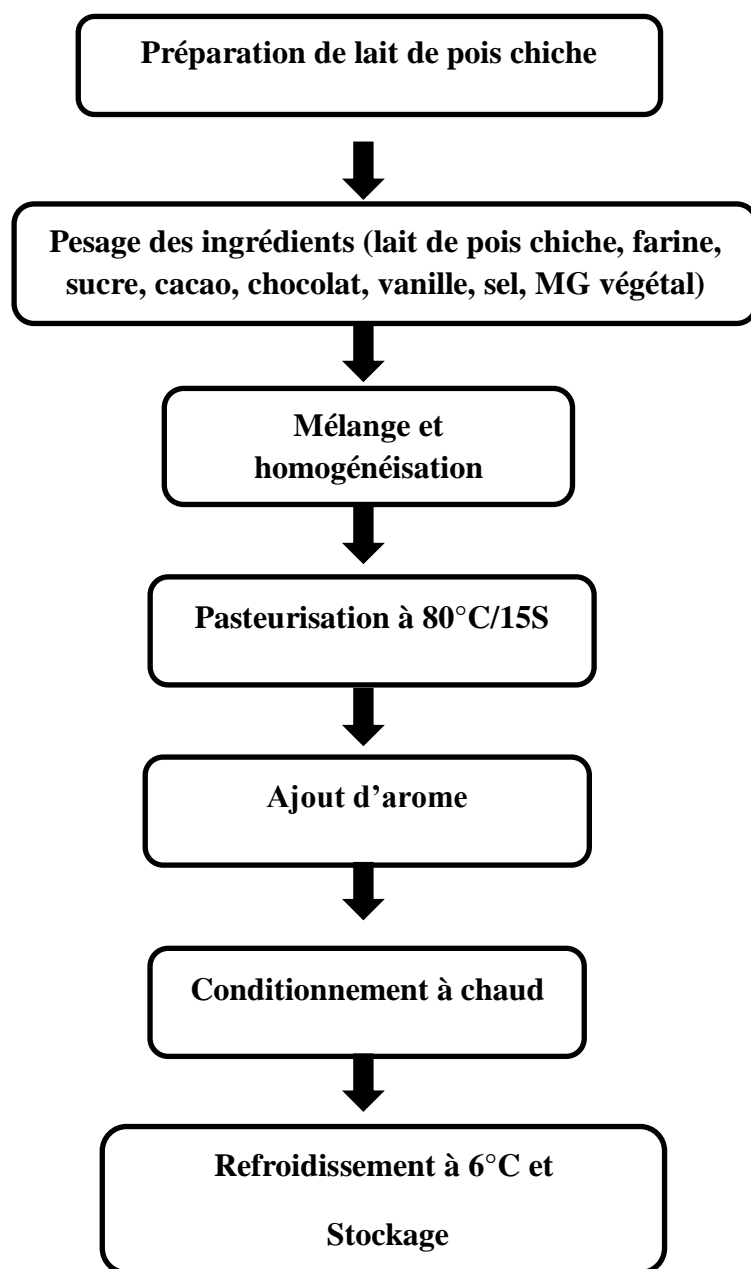 Préparation de lait de pois chiche
Pesage des ingrédients (lait de pois chiche, farine,
sucre, cacao, chocolat, vanille, sel, MG végétal)
Mélange et
homogénéisation
Pasteurisation à 80°C/15S
Ajout d’arome
Conditionnement à chaud
Refroidissement à 6°C et
Stockage